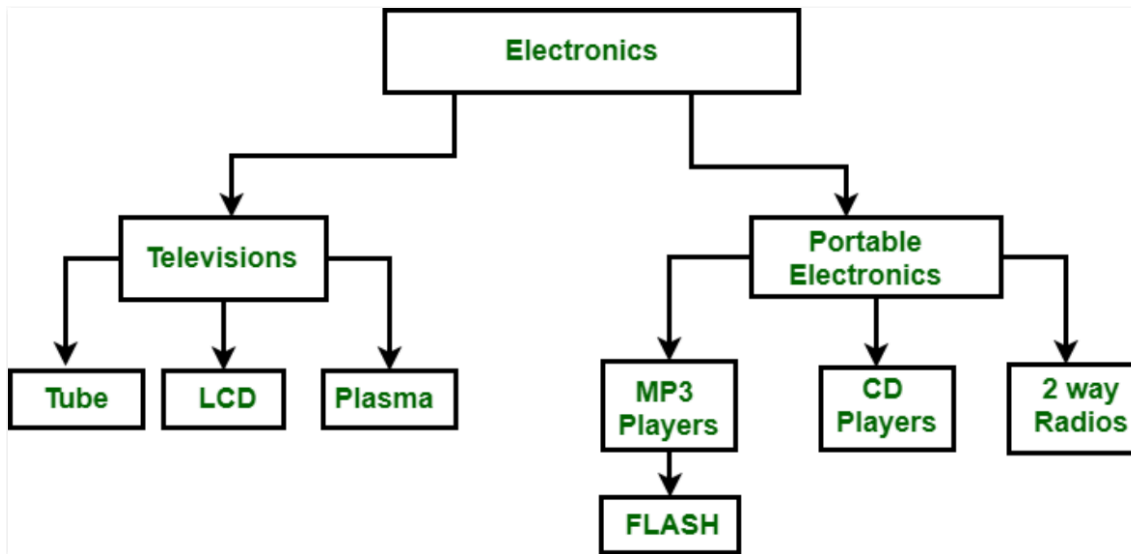 Electronics
Televisions
Portable
Electronics
Tube
LCD
Plasma
MP3
Players
CD
Players
2 way
Radios
FLASH